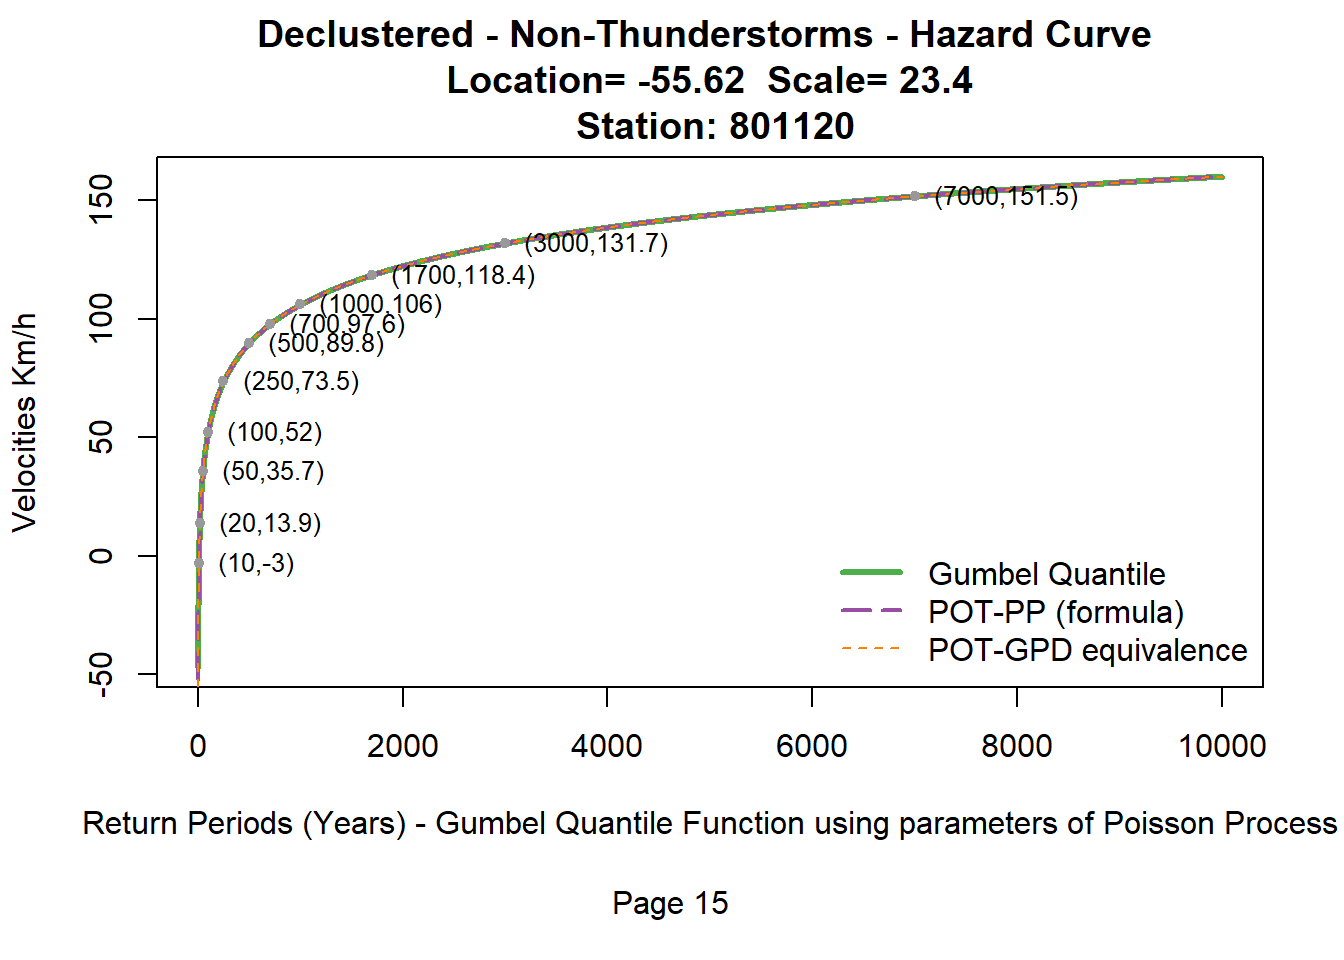 Declustered - Non-Thunderstorms - Hazard Curve
Location= -55.62  Scale= 23.4
Station: 801120
Velocities Km/h
150
100
50
0
-50
(7000,151.5)
(3000,131.7)
(1700,118.4)
(1000,106)
(700,97.6)
(500,89.8)
(250,73.5)
(100,52)
(50,35.7)
(20,13.9)
(10,-3)
Gumbel Quantile
POT-PP (formula)
POT-GPD equivalence
0 2000 4000 6000 8000 10000
Return Periods (Years) - Gumbel Quantile Function using parameters of Poisson Process
Page 15